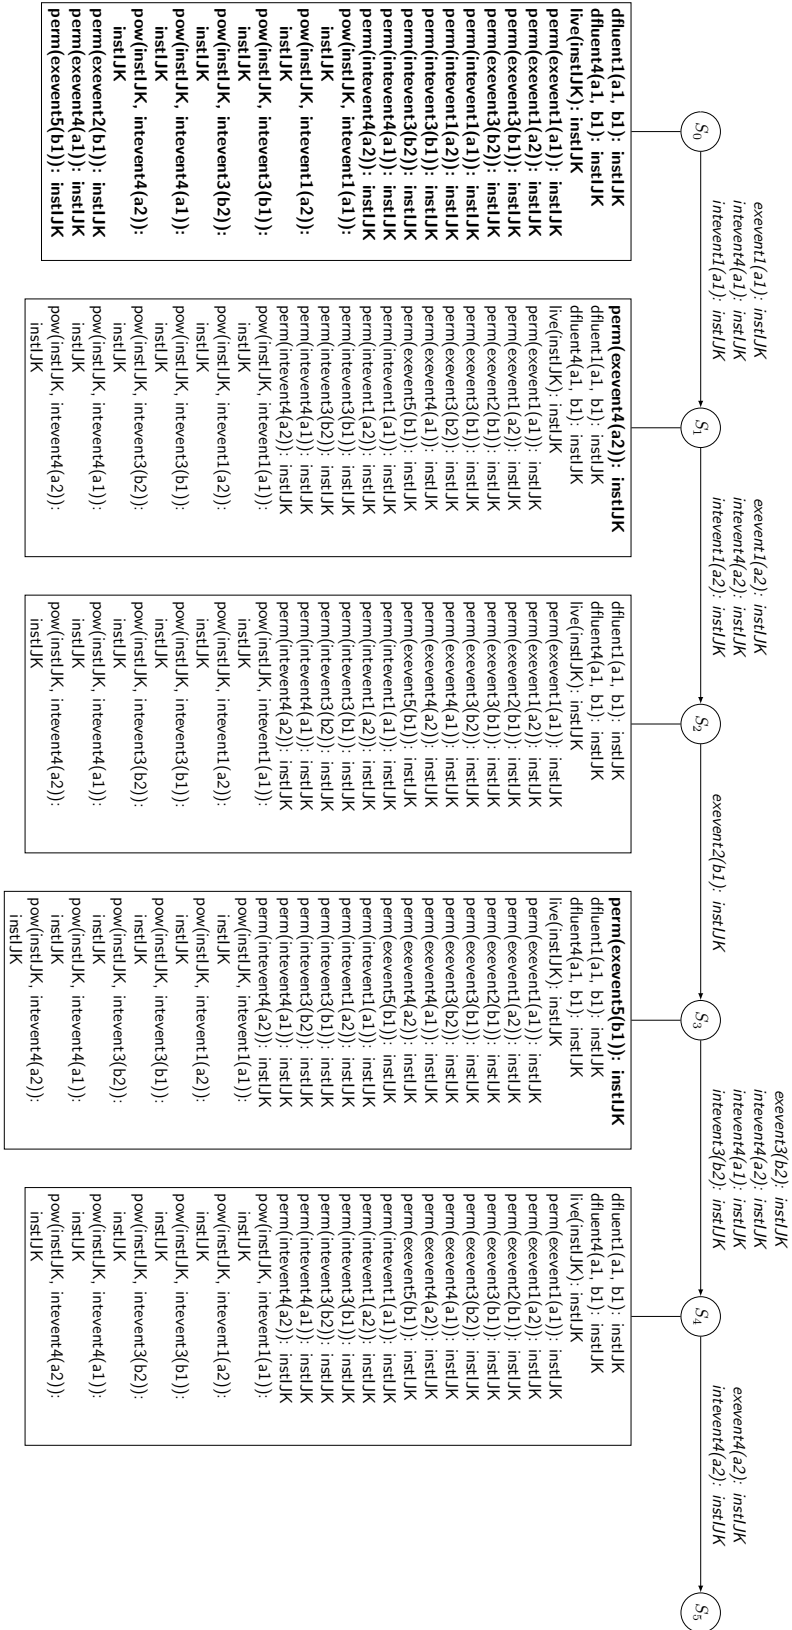 S0
exevent1(a1): instIJK
intevent4(a1): instIJK
intevent1(a1): instIJK
S1
exevent1(a2): instIJK
intevent4(a2): instIJK
intevent1(a2): instIJK
S2
exevent2(b1): instIJK
S3
exevent3(b2): instIJK
intevent4(a2): instIJK
intevent4(a1): instIJK
intevent3(b2): instIJK
S4
exevent4(a2): instIJK
intevent4(a2): instIJK
S5
dfluent1(a1, b1): instIJK
dfluent4(a1, b1): instIJK
live(instIJK): instIJK
perm(exevent1(a1)): instIJK
perm(exevent1(a2)): instIJK
perm(exevent3(b1)): instIJK
perm(exevent3(b2)): instIJK
perm(intevent1(a1)): instIJK
perm(intevent1(a2)): instIJK
perm(intevent3(b1)): instIJK
perm(intevent3(b2)): instIJK
perm(intevent4(a1)): instIJK
perm(intevent4(a2)): instIJK
pow(instIJK, intevent1(a1)):
instIJK
pow(instIJK, intevent1(a2)):
instIJK
pow(instIJK, intevent3(b1)):
instIJK
pow(instIJK, intevent3(b2)):
instIJK
pow(instIJK, intevent4(a1)):
instIJK
pow(instIJK, intevent4(a2)):
instIJK
perm(exevent2(b1)): instIJK
perm(exevent4(a1)): instIJK
perm(exevent5(b1)): instIJK
perm(exevent4(a2)): instIJK
dfluent1(a1, b1): instIJK
dfluent4(a1, b1): instIJK
live(instIJK): instIJK
perm(exevent1(a1)): instIJK
perm(exevent1(a2)): instIJK
perm(exevent2(b1)): instIJK
perm(exevent3(b1)): instIJK
perm(exevent3(b2)): instIJK
perm(exevent4(a1)): instIJK
perm(exevent5(b1)): instIJK
perm(intevent1(a1)): instIJK
perm(intevent1(a2)): instIJK
perm(intevent3(b1)): instIJK
perm(intevent3(b2)): instIJK
perm(intevent4(a1)): instIJK
perm(intevent4(a2)): instIJK
pow(instIJK, intevent1(a1)):
instIJK
pow(instIJK, intevent1(a2)):
instIJK
pow(instIJK, intevent3(b1)):
instIJK
pow(instIJK, intevent3(b2)):
instIJK
pow(instIJK, intevent4(a1)):
instIJK
pow(instIJK, intevent4(a2)):
instIJK
dfluent1(a1, b1): instIJK
dfluent4(a1, b1): instIJK
live(instIJK): instIJK
perm(exevent1(a1)): instIJK
perm(exevent1(a2)): instIJK
perm(exevent2(b1)): instIJK
perm(exevent3(b1)): instIJK
perm(exevent3(b2)): instIJK
perm(exevent4(a1)): instIJK
perm(exevent4(a2)): instIJK
perm(exevent5(b1)): instIJK
perm(intevent1(a1)): instIJK
perm(intevent1(a2)): instIJK
perm(intevent3(b1)): instIJK
perm(intevent3(b2)): instIJK
perm(intevent4(a1)): instIJK
perm(intevent4(a2)): instIJK
pow(instIJK, intevent1(a1)):
instIJK
pow(instIJK, intevent1(a2)):
instIJK
pow(instIJK, intevent3(b1)):
instIJK
pow(instIJK, intevent3(b2)):
instIJK
pow(instIJK, intevent4(a1)):
instIJK
pow(instIJK, intevent4(a2)):
instIJK
perm(exevent5(b1)): instIJK
dfluent1(a1, b1): instIJK
dfluent4(a1, b1): instIJK
live(instIJK): instIJK
perm(exevent1(a1)): instIJK
perm(exevent1(a2)): instIJK
perm(exevent2(b1)): instIJK
perm(exevent3(b1)): instIJK
perm(exevent3(b2)): instIJK
perm(exevent4(a1)): instIJK
perm(exevent4(a2)): instIJK
perm(exevent5(b1)): instIJK
perm(intevent1(a1)): instIJK
perm(intevent1(a2)): instIJK
perm(intevent3(b1)): instIJK
perm(intevent3(b2)): instIJK
perm(intevent4(a1)): instIJK
perm(intevent4(a2)): instIJK
pow(instIJK, intevent1(a1)):
instIJK
pow(instIJK, intevent1(a2)):
instIJK
pow(instIJK, intevent3(b1)):
instIJK
pow(instIJK, intevent3(b2)):
instIJK
pow(instIJK, intevent4(a1)):
instIJK
pow(instIJK, intevent4(a2)):
instIJK
dfluent1(a1, b1): instIJK
dfluent4(a1, b1): instIJK
live(instIJK): instIJK
perm(exevent1(a1)): instIJK
perm(exevent1(a2)): instIJK
perm(exevent2(b1)): instIJK
perm(exevent3(b1)): instIJK
perm(exevent3(b2)): instIJK
perm(exevent4(a1)): instIJK
perm(exevent4(a2)): instIJK
perm(exevent5(b1)): instIJK
perm(intevent1(a1)): instIJK
perm(intevent1(a2)): instIJK
perm(intevent3(b1)): instIJK
perm(intevent3(b2)): instIJK
perm(intevent4(a1)): instIJK
perm(intevent4(a2)): instIJK
pow(instIJK, intevent1(a1)):
instIJK
pow(instIJK, intevent1(a2)):
instIJK
pow(instIJK, intevent3(b1)):
instIJK
pow(instIJK, intevent3(b2)):
instIJK
pow(instIJK, intevent4(a1)):
instIJK
pow(instIJK, intevent4(a2)):
instIJK